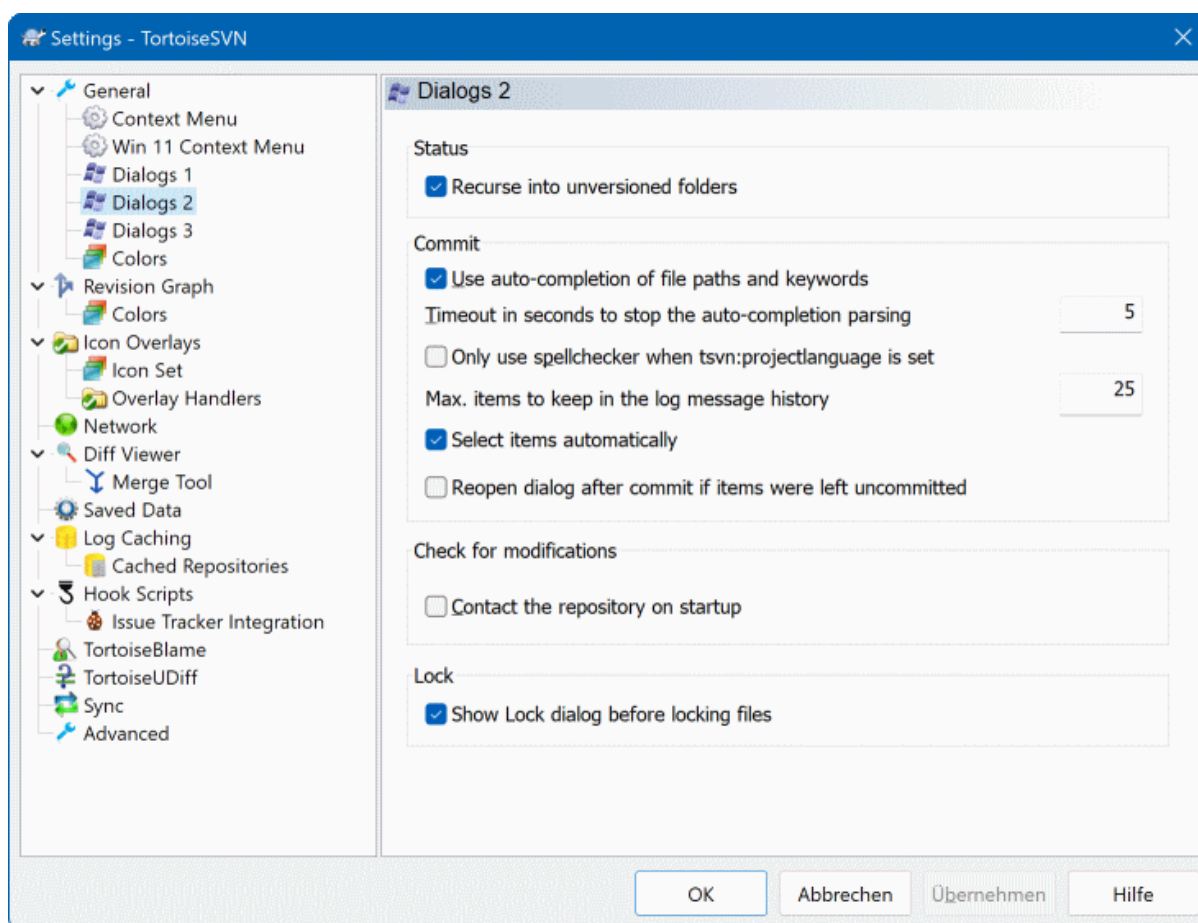 Settings - TortoiseSVN
General
Context Menu
Win 11 Context Menu
Dialogs 1
Dialogs 2
Dialogs 3
Colors
Revision Graph
Colors
Icon Overlays
Icon Set
Overlay Handlers
Network
Diff Viewer
Merge Tool
Saved Data
Log Caching
Cached Repositories
Hook Scripts
Issue Tracker Integration
TortoiseBlame
TortoiseUDiff
Sync
Advanced
Dialogs 2
Status
Recurse into unversioned folders
Commit
Use auto-completion of file paths and keywords
Timeout in seconds to stop the auto-completion parsing 5
Only use spellchecker when tsvn:projectlanguage is set
Max. items to keep in the log message history 25
Select items automatically
Reopen dialog after commit if items were left uncommitted
Check for modifications
Contact the repository on startup
Lock
Show Lock dialog before locking files
OK Abbrechen Übernehmen Hilfe